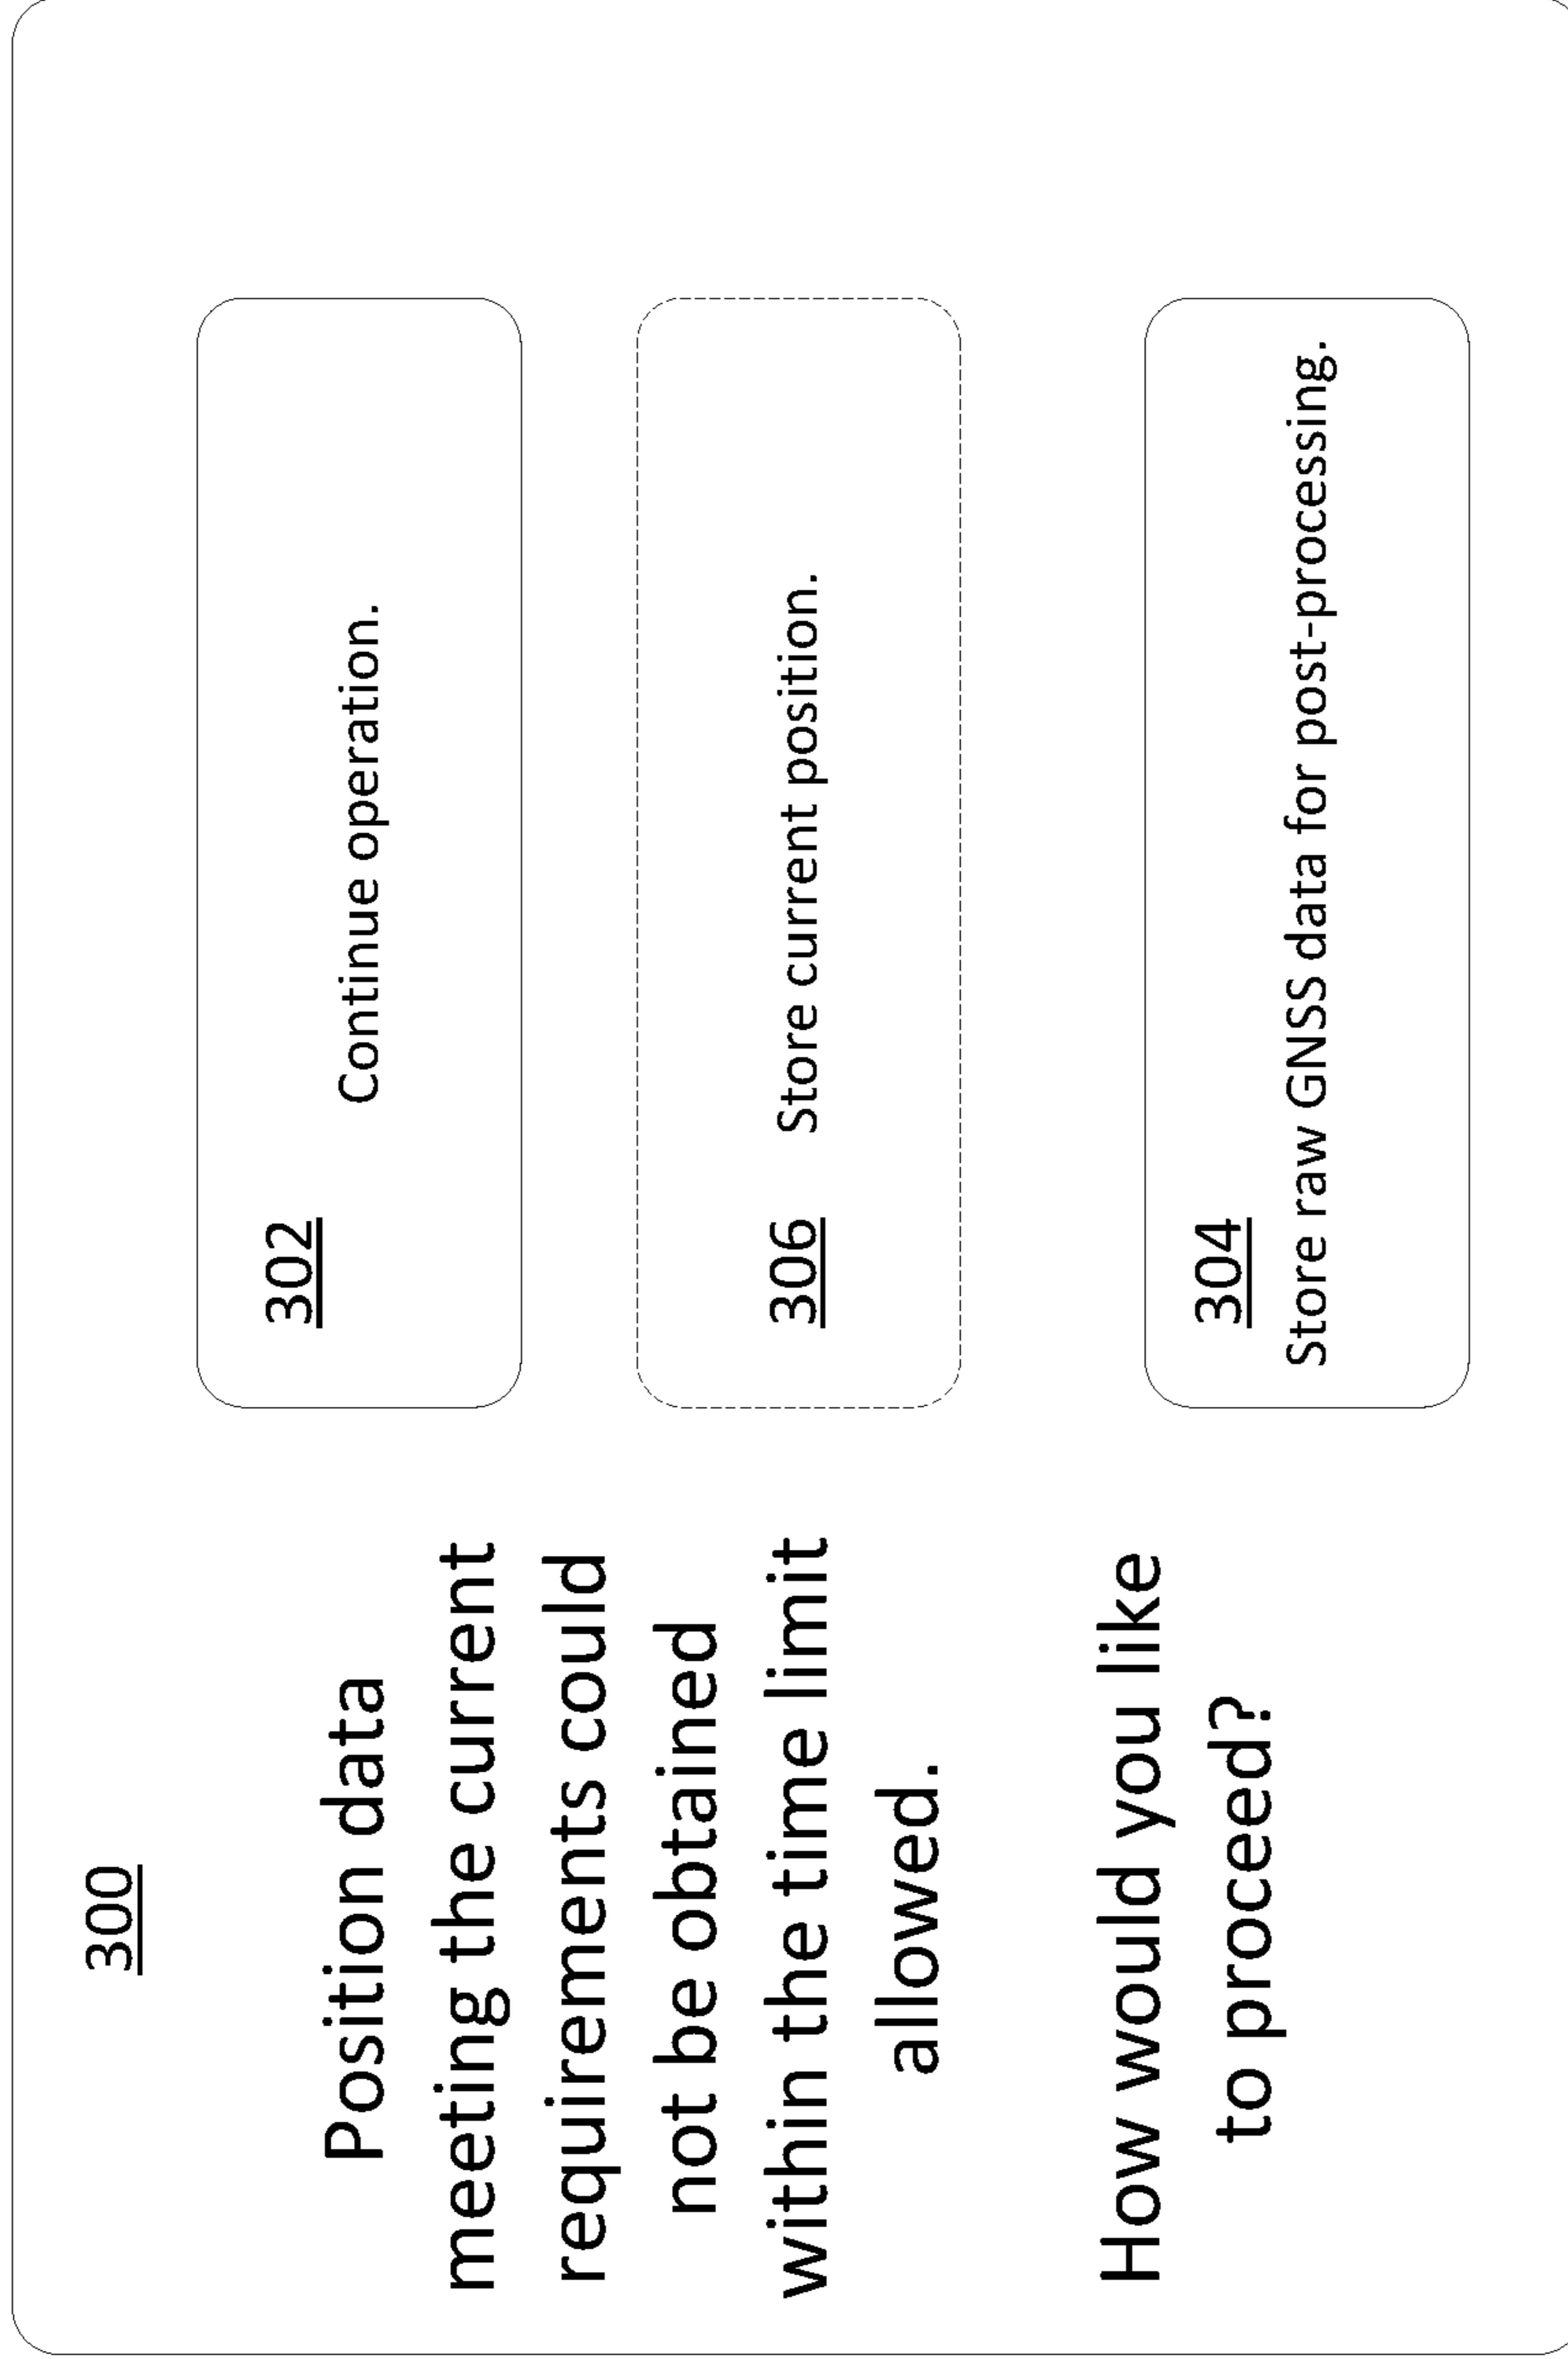 300
Position data
meeting the current
requirements could
not be obtained
within the time limit
allowed.
How would you like
to proceed?
302
Continue operation.
306 Store current position.
304
Store raw GNSS data for post-processing.